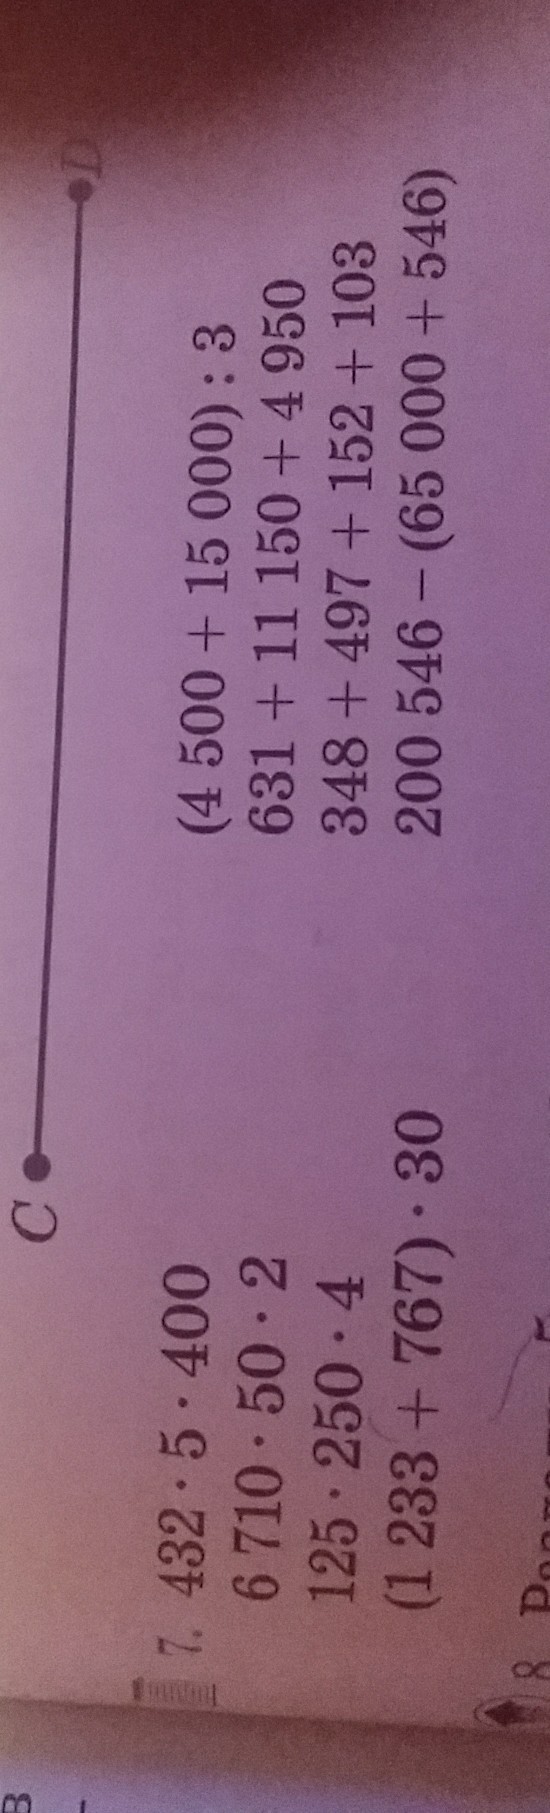 C D
7. 432 · 5 · 400
6 710 · 50 · 2
125 · 250 · 4
(1 233 + 767) · 30
(4 500 + 15 000) : 3
631 + 11 150 + 4 950
348 + 497 + 152 + 103
200 546 − (65 000 + 546)
8